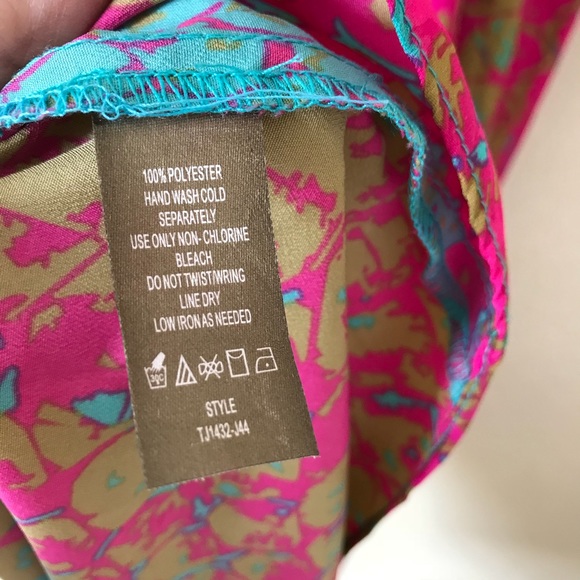 100% POLYESTER
HAND WASH COLD
SEPARATELY
USE ONLY NON- CHLORINE
BLEACH
DO NOT TWIST/WRING
LINE DRY
LOW IRON AS NEEDED
30C
STYLE
TJ1432-J44